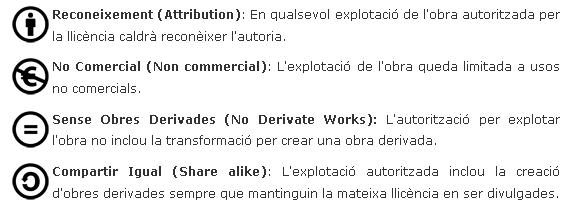 Reconeixement (Attribution): En qualsevol explotació de l'obra autoritzada per
la llicència caldrà reconèixer l'autoria.
No Comercial (Non commercial): L'explotació de l'obra queda limitada a usos
no comercials.
Sense Obres Derivades (No Derivate Works): L'autorització per explotar
l'obra no inclou la transformació per crear una obra derivada.
Compartir Igual (Share alike): L'explotació autoritzada inclou la creació
d'obres derivades sempre que mantinguin la mateixa llicència en ser divulgades.